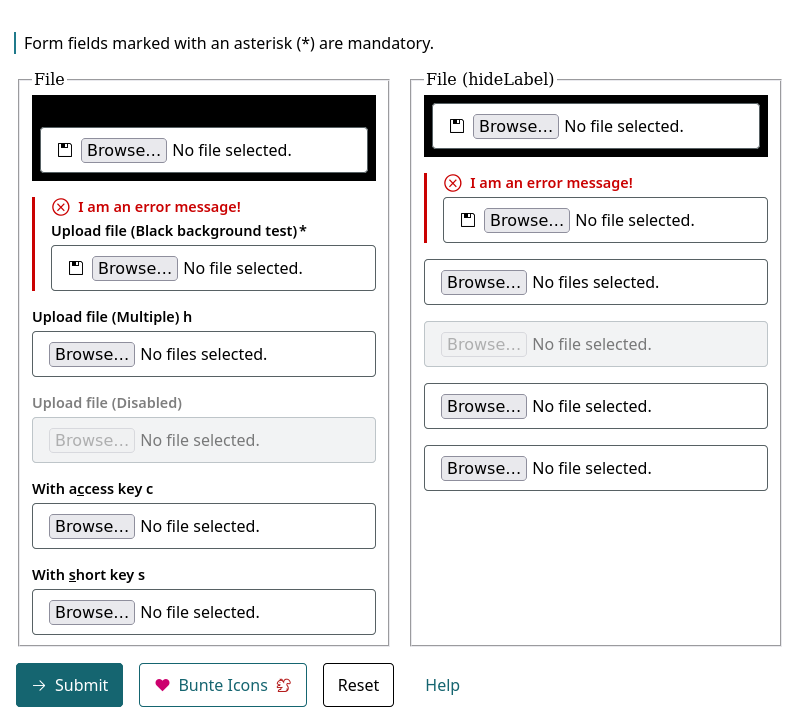 Form fields marked with an asterisk (*) are mandatory.
File
Browse... No file selected.
I am an error message!
Upload file (Black background test)*
Browse... No file selected.
Upload file (Multiple) h
Browse... No files selected.
Upload file (Disabled)
Browse... No file selected.
With access key c
Browse... No file selected.
With short key s
Browse... No file selected.
File (hideLabel)
Browse... No file selected.
I am an error message!
Browse... No file selected.
Browse... No files selected.
Browse... No file selected.
Browse... No file selected.
Browse... No file selected.
Submit Bunte Icons Reset Help